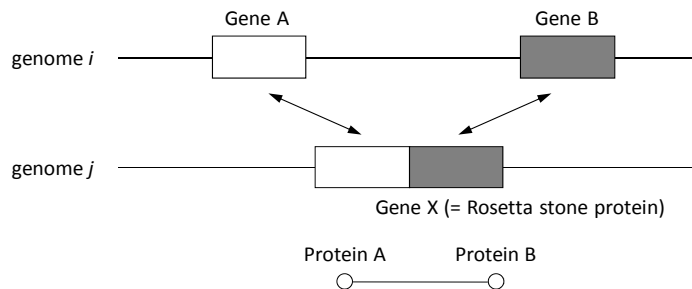 Gene A Gene B
genome i
genome j
Gene X (= Rosetta stone protein)
Protein A Protein B